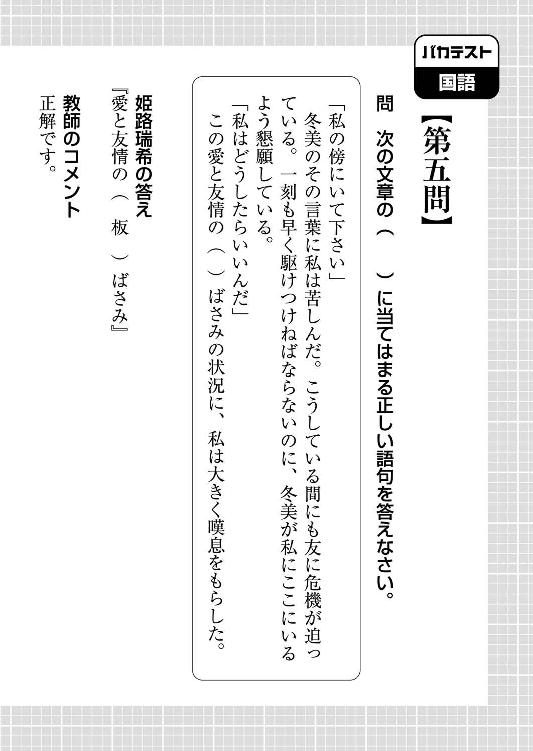 バカテスト
国語
【第五問】
問　次の文章の（　　）に当てはまる正しい語句を答えなさい。
「私の傍にいて下さい」
　冬美のその言葉に私は苦しんだ。こうしている間にも友に危機が迫っ
ている。一刻も早く駆けつけねばならないのに、冬美が私にここにいる
よう懇願している。
「私はどうしたらいいんだ」
　この愛と友情の（　）ばさみの状況に、私は大きく嘆息をもらした。
姫路瑞希の答え
『愛と友情の（　板　）ばさみ』
教師のコメント
正解です。